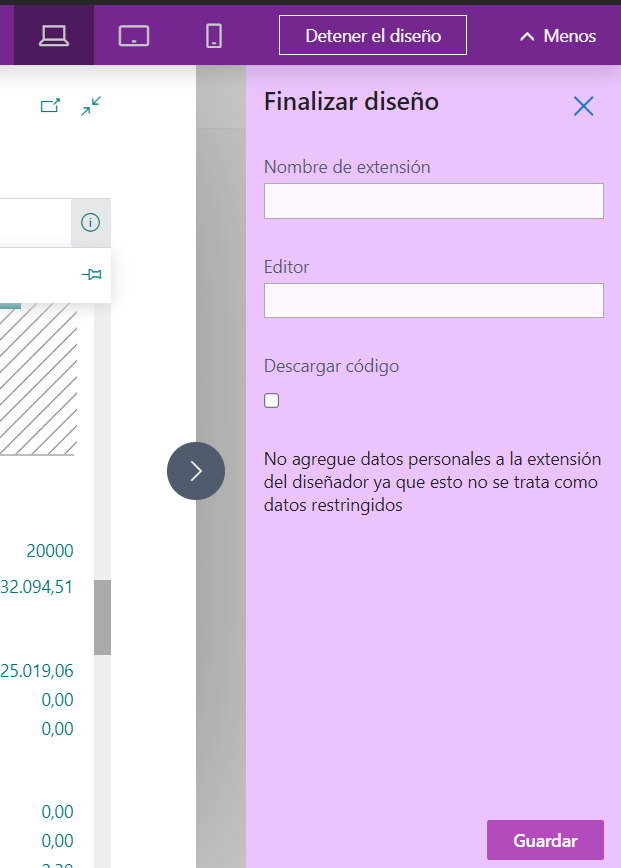 Detener el diseño
Menos
Finalizar diseño
Nombre de extensión
Editor
Descargar código
No agregue datos personales a la extensión
del diseñador ya que esto no se trata como
datos restringidos
20000
32.094,51
25.019,06
0,00
0,00
0,00
0,00
Guardar